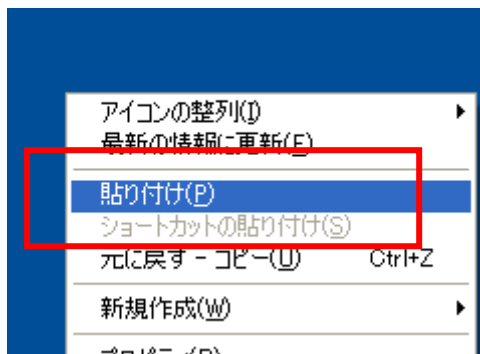 アイコンの整列(I)
最新の情報に更新(E)
貼り付け(P)
ショートカットの貼り付け(S)
元に戻す - コピー(U) Ctrl+Z
新規作成(W)
プロパティ(R)